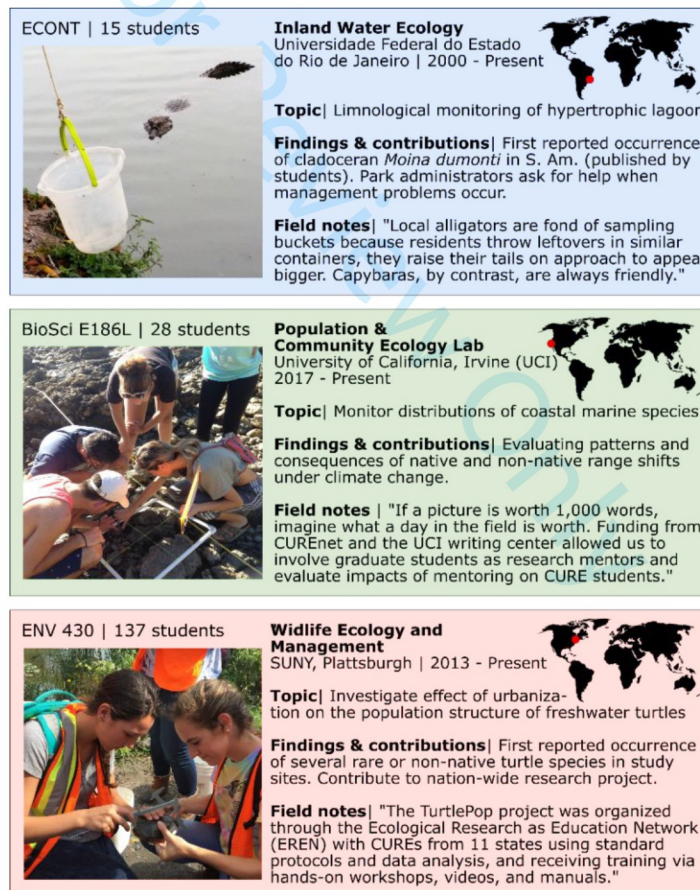 ECONT | 15 students
Inland Water Ecology
Universidade Federal do Estado
do Rio de Janeiro | 2000 - Present
Topic| Limnological monitoring of hypertrophic lagoon
Findings & contributions| First reported occurrence
of cladoceran Moina dumonti in S. Am. (published by
students). Park administrators ask for help when
management problems occur.
Field notes| "Local alligators are fond of sampling
buckets because residents throw leftovers in similar
containers, they raise their tails on approach to appea
bigger. Capybaras, by contrast, are always friendly."
BioSci E186L | 28 students
Population &
Community Ecology Lab
University of California, Irvine (UCI)
2017 - Present
Topic| Monitor distributions of coastal marine species
Findings & contributions| Evaluating patterns and
consequences of native and non-native range shifts
under climate change.
Field notes | "If a picture is worth 1,000 words,
imagine what a day in the field is worth. Funding from
CUREnet and the UCI writing center allowed us to
involve graduate students as research mentors and
evaluate impacts of mentoring on CURE students."
ENV 430 | 137 students
Widlife Ecology and
Management
SUNY, Plattsburgh | 2013 - Present
Topic| Investigate effect of urbaniza-
tion on the population structure of freshwater turtles
Findings & contributions| First reported occurrence
of several rare or non-native turtle species in study
sites. Contribute to nation-wide research project.
Field notes| "The TurtlePop project was organized
through the Ecological Research as Education Network
(EREN) with CUREs from 11 states using standard
protocols and data analysis, and receiving training via
hands-on workshops, videos, and manuals."